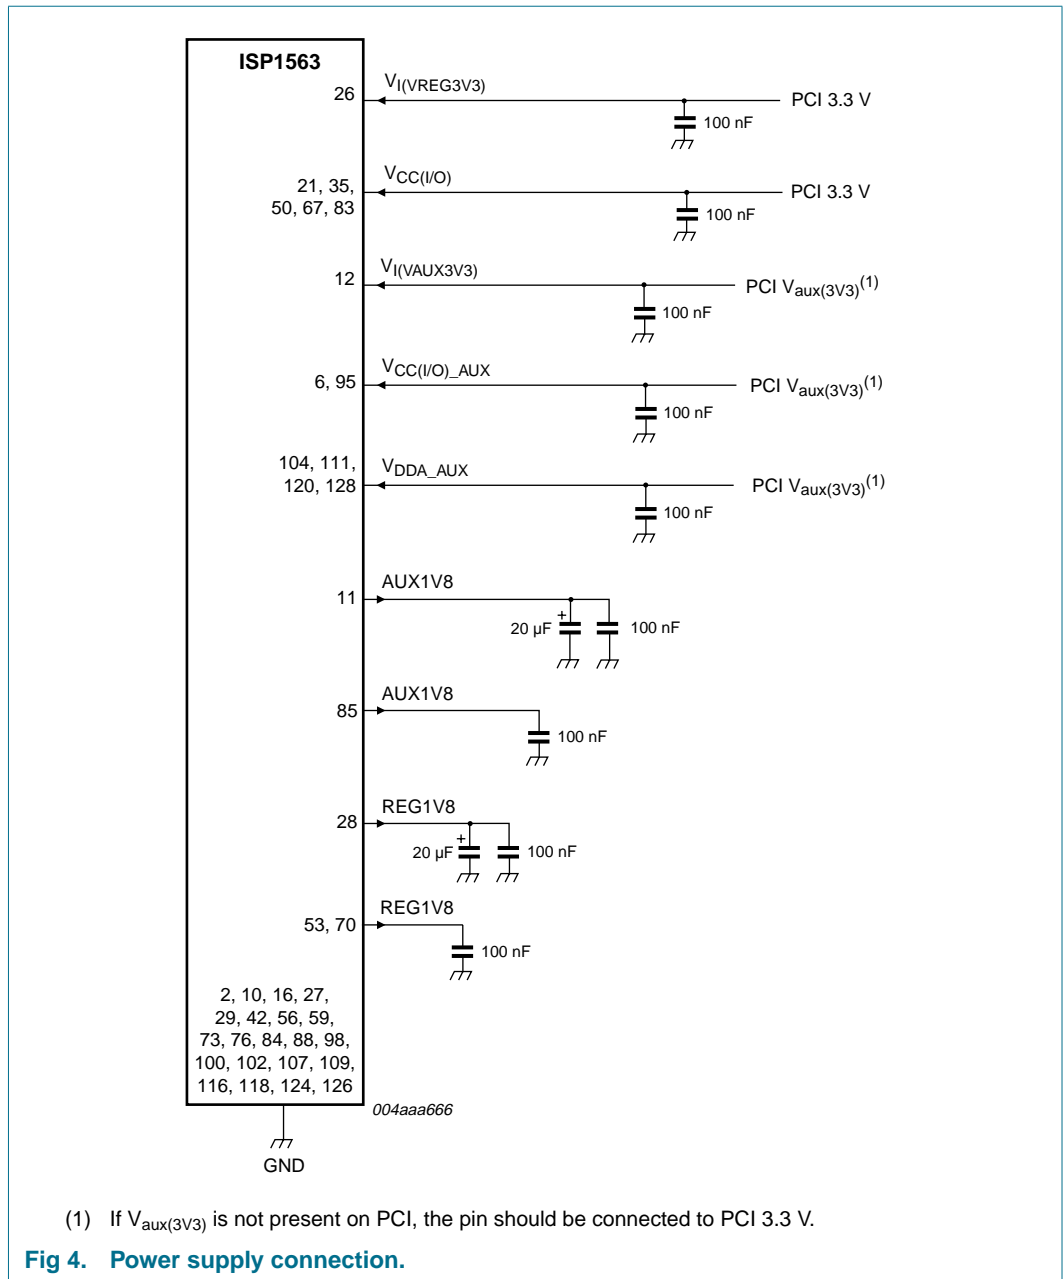 ISP1563
26 VI(VREG3V3) PCI 3.3 V
100 nF
21, 35,
50, 67, 83
VCC(I/O) PCI 3.3 V
100 nF
12 VI(VAUX3V3) PCI Vaux(3V3)(1)
100 nF
6, 95 VCC(I/O)_AUX PCI Vaux(3V3)(1)
100 nF
104, 111,
120, 128
VDDA_AUX PCI Vaux(3V3)(1)
100 nF
11 AUX1V8
+
20 µF 100 nF
85 AUX1V8
100 nF
28 REG1V8
+
20 µF 100 nF
53, 70 REG1V8
100 nF
2, 10, 16, 27,
29, 42, 56, 59,
73, 76, 84, 88, 98,
100, 102, 107, 109,
116, 118, 124, 126
004aaa666
GND
(1) If Vaux(3V3) is not present on PCI, the pin should be connected to PCI 3.3 V.
Fig 4. Power supply connection.